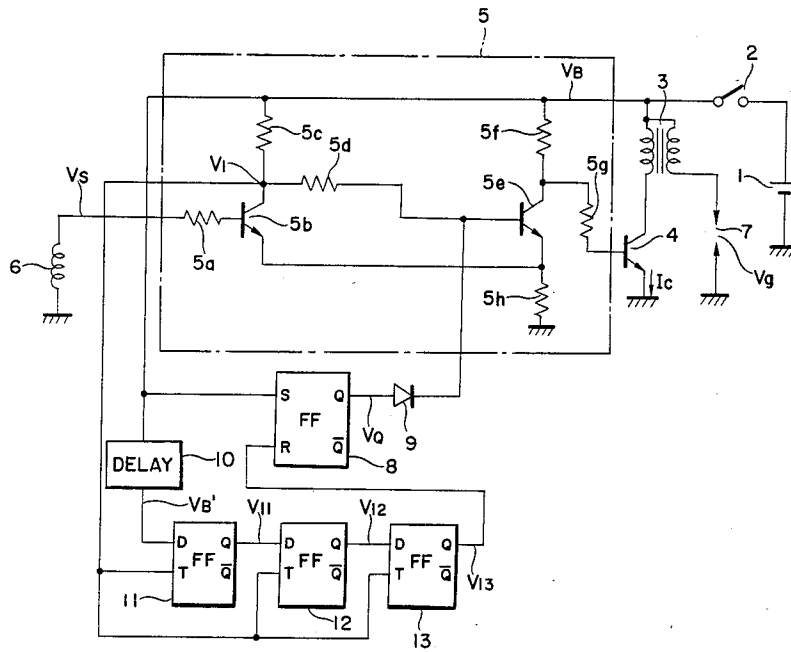 5
VB
2
3
5c
5f
5d
VI
5e
5g
1
VS
5b
4
7
6
5a
Ic
Vg
5h
S
Q
FF
R
Q̅
VQ
9
8
DELAY
10
VB'
V11
V12
D
Q
FF
T
Q̅
D
Q
FF
T
Q̅
D
Q
FF
T
Q̅
V13
11
12
13